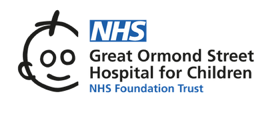 NHS
Great Ormond Street
Hospital for Children
NHS Foundation Trust